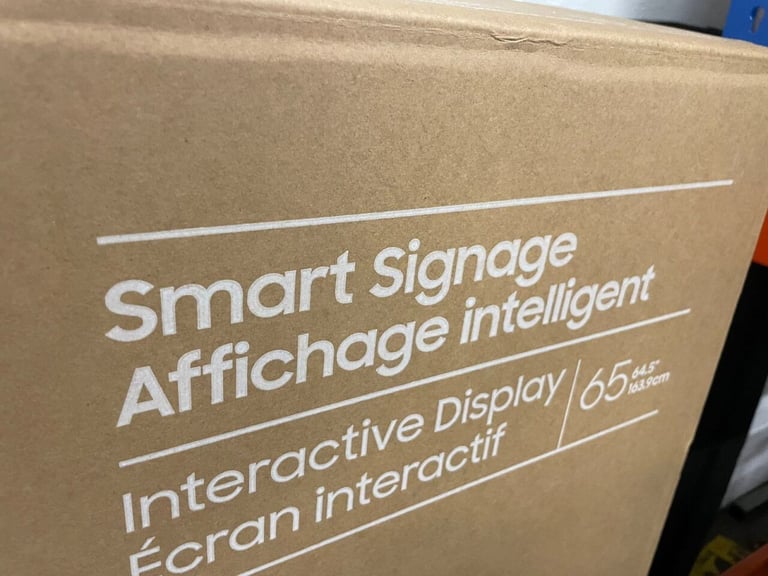 Smart Signage
Affichage intelligent
Interactive Display
Écran interactif
65
64.5"
163.9cm